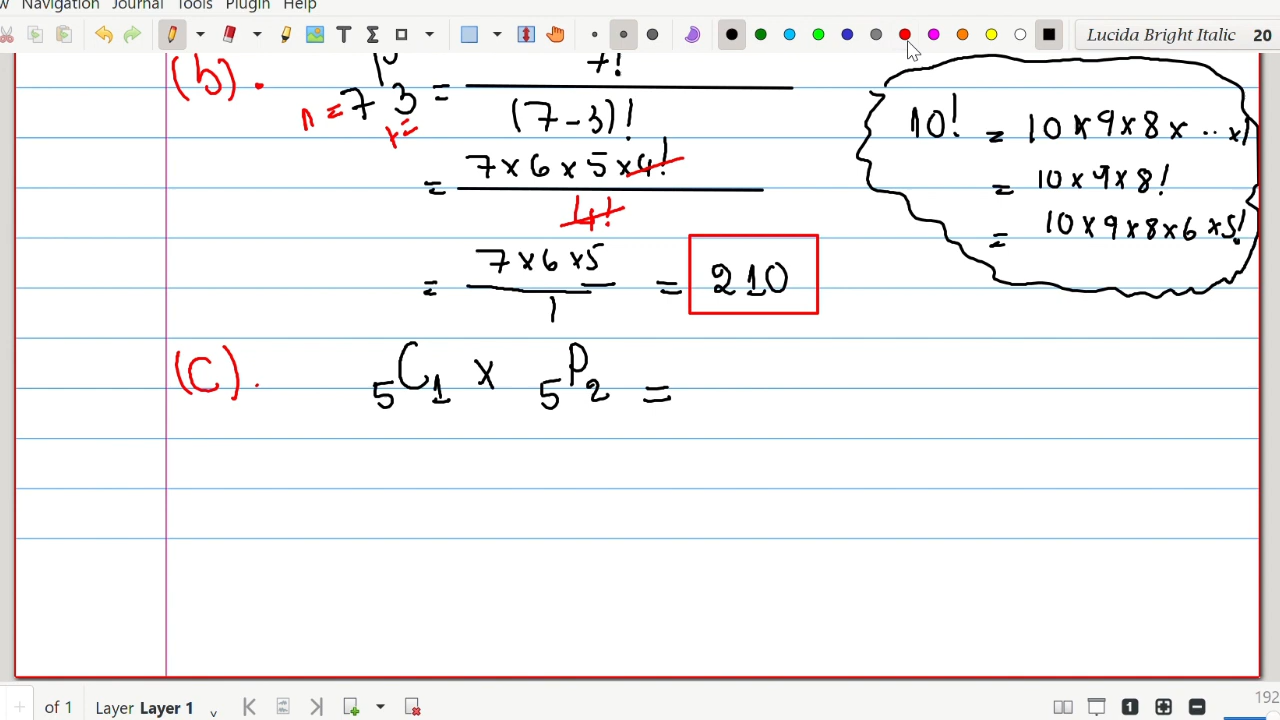 Navigation Journal Tools Plugin Help
Lucida Bright Italic 20
(b). P 7!
n = 7 3 = (7-3)!
r =
= 7 x 6 x 5 x 4!
4!
= 7 x 6 x 5 = 210
1
10! = 10 x 9 x 8 x .. x 1
= 10 x 9 x 8!
= 10 x 9 x 8 x 6 x 5!
(C). 5C1 x 5P2 =
of 1 Layer Layer 1
192